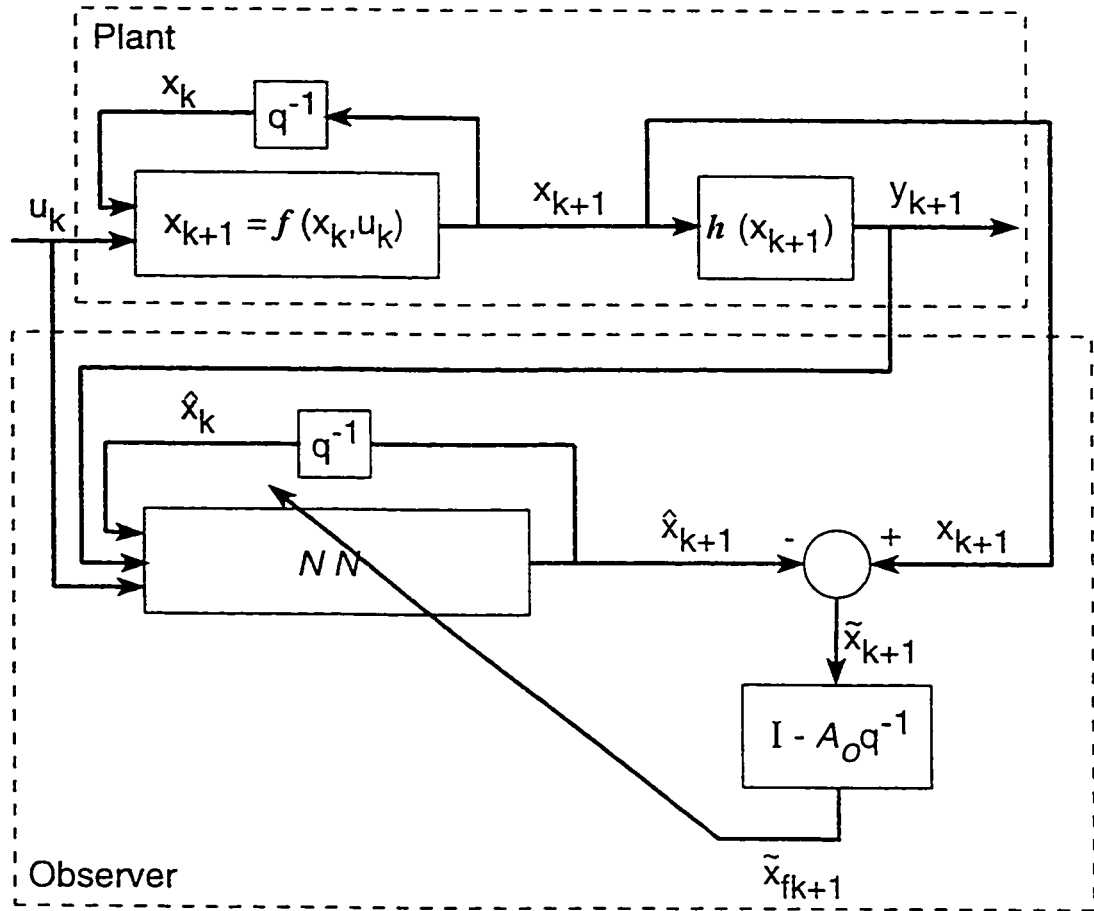 Plant
x_k
q^{-1}
u_k
x_{k+1} = f(x_k,u_k)
x_{k+1}
h(x_{k+1})
y_{k+1}
x̂_k
q^{-1}
NN
x̂_{k+1}
-
+
x_{k+1}
x̃_{k+1}
I - A_O q^{-1}
Observer
x̃_{fk+1}